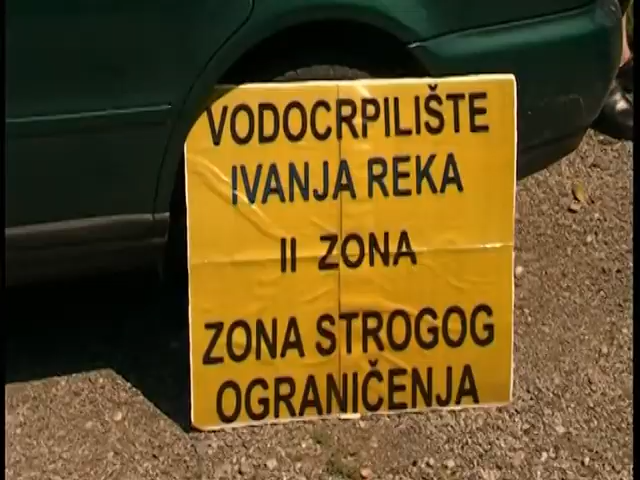 VODOCRPILIŠTE
IVANJA REKA
II ZONA
ZONA STROGOG
OGRANIČENJA